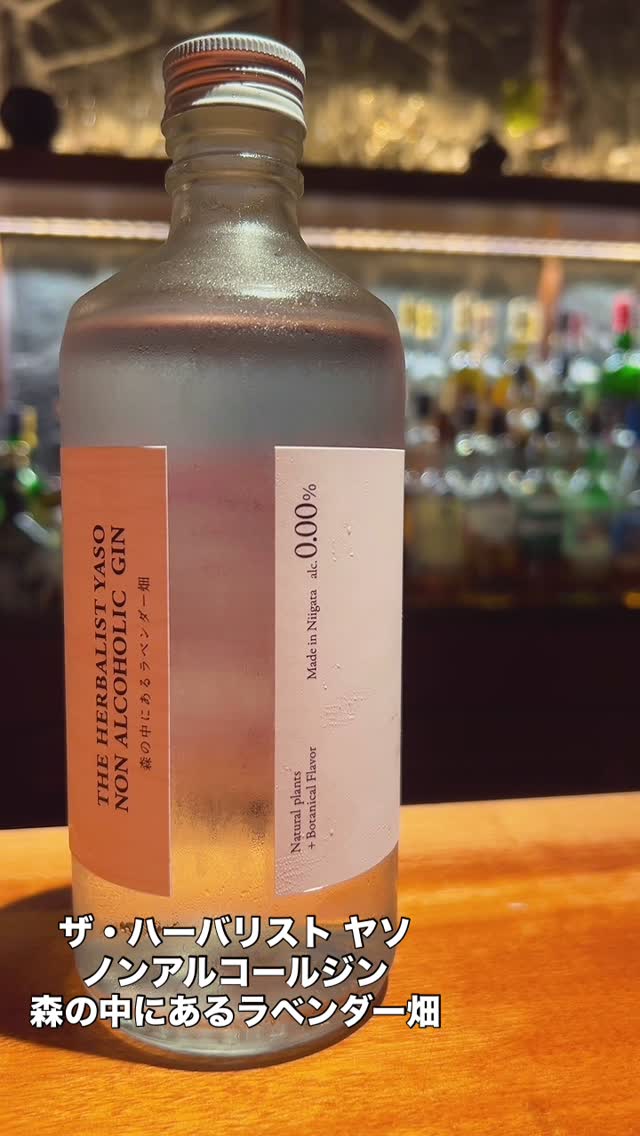 THE HERBALIST YASO
NON ALCOHOLIC GIN
森の中にあるラベンダー畑
Natural plants
+ Botanical Flavor
Made in Niigata alc.0.00%
ザ・ハーバリスト ヤソ
ノンアルコールジン
森の中にあるラベンダー畑